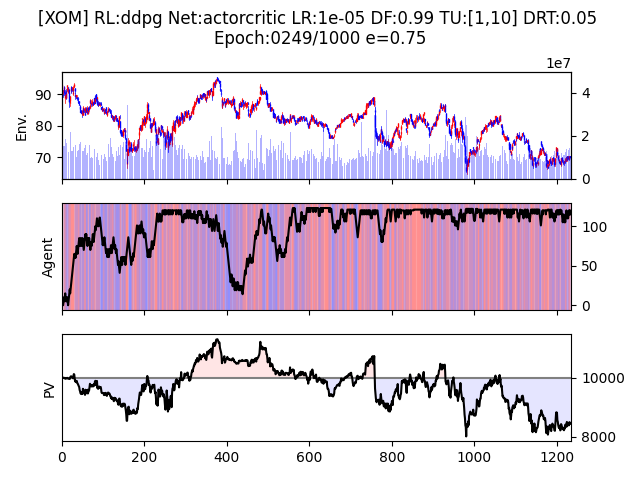 [XOM] RL:ddpg Net:actorcritic LR:1e-05 DF:0.99 TU:[1,10] DRT:0.05
Epoch:0249/1000 e=0.75
1e7
Env.
90
80
70
4
2
0
Agent
100
50
0
PV
10000
8000
0 200 400 600 800 1000 1200